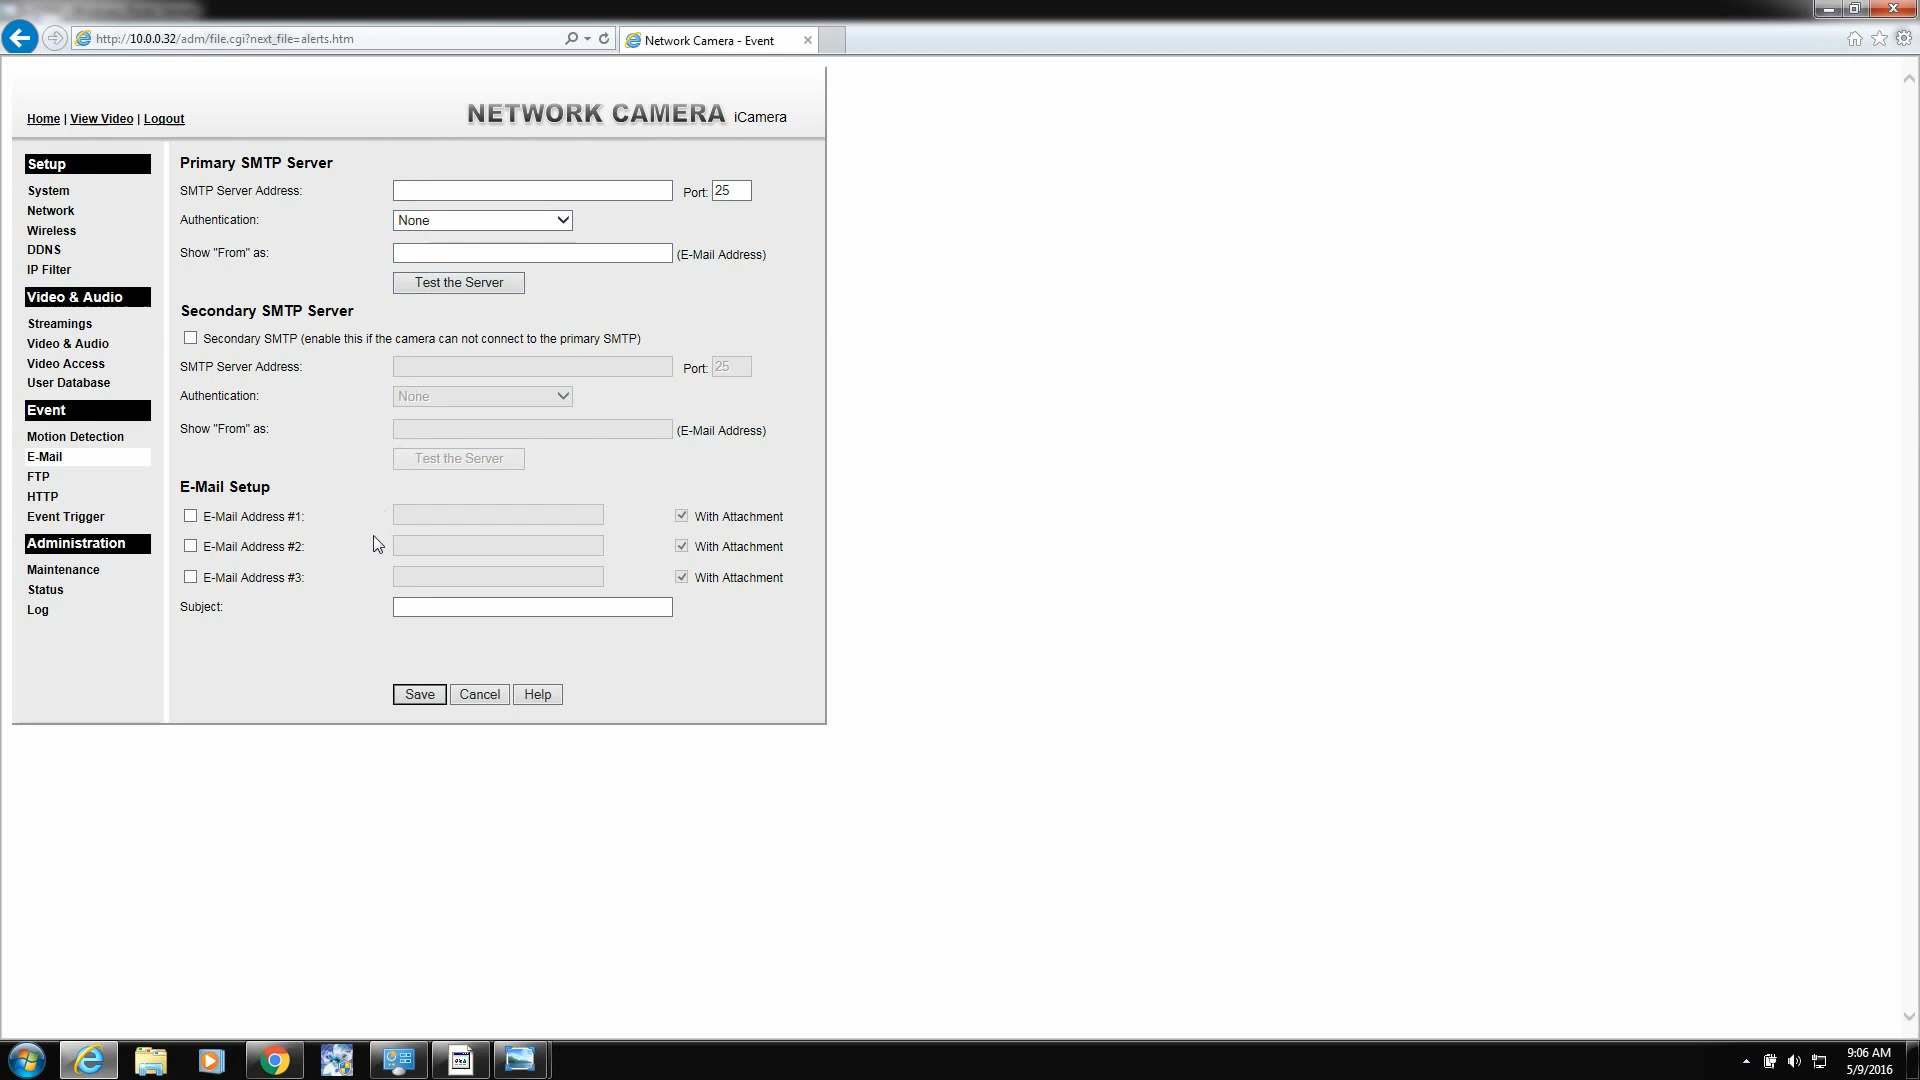 http://10.0.0.32/adm/file.cgi?next_file=alerts.htm
Network Camera - Event
Home | View Video | Logout
NETWORK CAMERA iCamera
Setup
System
Network
Wireless
DDNS
IP Filter
Video & Audio
Streamings
Video & Audio
Video Access
User Database
Event
Motion Detection
E-Mail
FTP
HTTP
Event Trigger
Administration
Maintenance
Status
Log
Primary SMTP Server
SMTP Server Address: Port: 25
Authentication: None
Show "From" as: (E-Mail Address)
Test the Server
Secondary SMTP Server
Secondary SMTP (enable this if the camera can not connect to the primary SMTP)
SMTP Server Address: Port: 25
Authentication: None
Show "From" as: (E-Mail Address)
Test the Server
E-Mail Setup
E-Mail Address #1: With Attachment
E-Mail Address #2: With Attachment
E-Mail Address #3: With Attachment
Subject:
Save Cancel Help
9:06 AM
5/9/2016